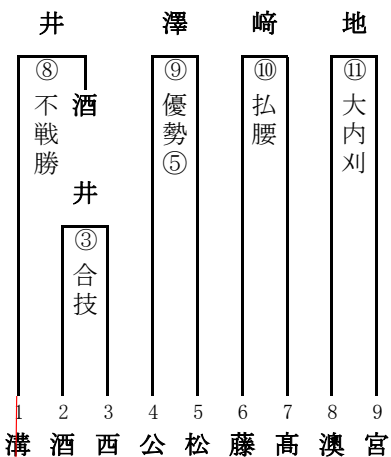 井 澤 﨑 地
⑧ ⑨ ⑩ ⑪
不戦勝
酒井
優勢⑤
払腰
大内刈
③
合技
1 2 3 4 5 6 7 8 9
溝 酒 西 公 松 藤 髙 澳 宮